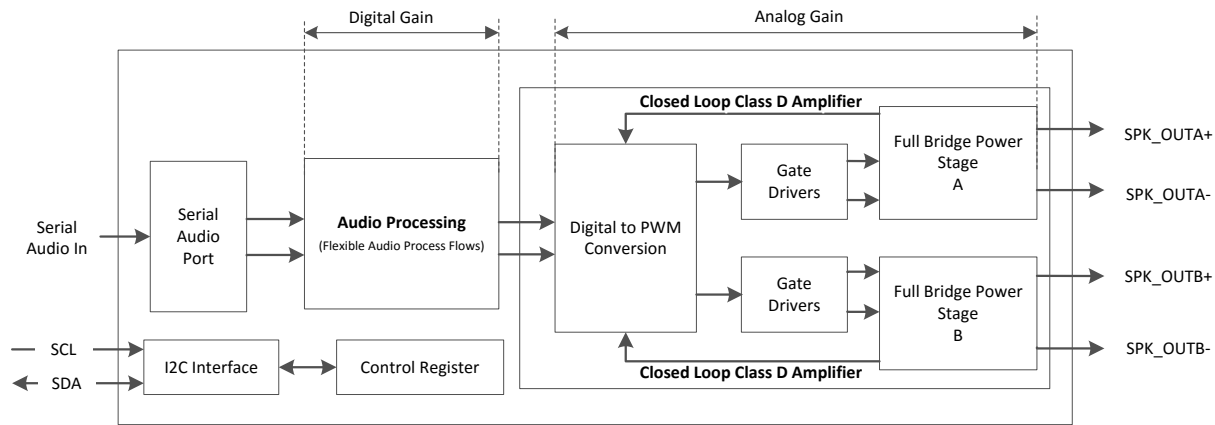 Digital Gain
Analog Gain
Closed Loop Class D Amplifier
Serial
Audio In
Serial
Audio
Port
Audio Processing
(Flexible Audio Process Flows)
Digital to PWM
Conversion
Gate
Drivers
Full Bridge Power
Stage
A
SPK_OUTA+
SPK_OUTA-
Gate
Drivers
Full Bridge Power
Stage
B
SPK_OUTB+
SPK_OUTB-
Closed Loop Class D Amplifier
SCL
SDA
I2C Interface
Control Register